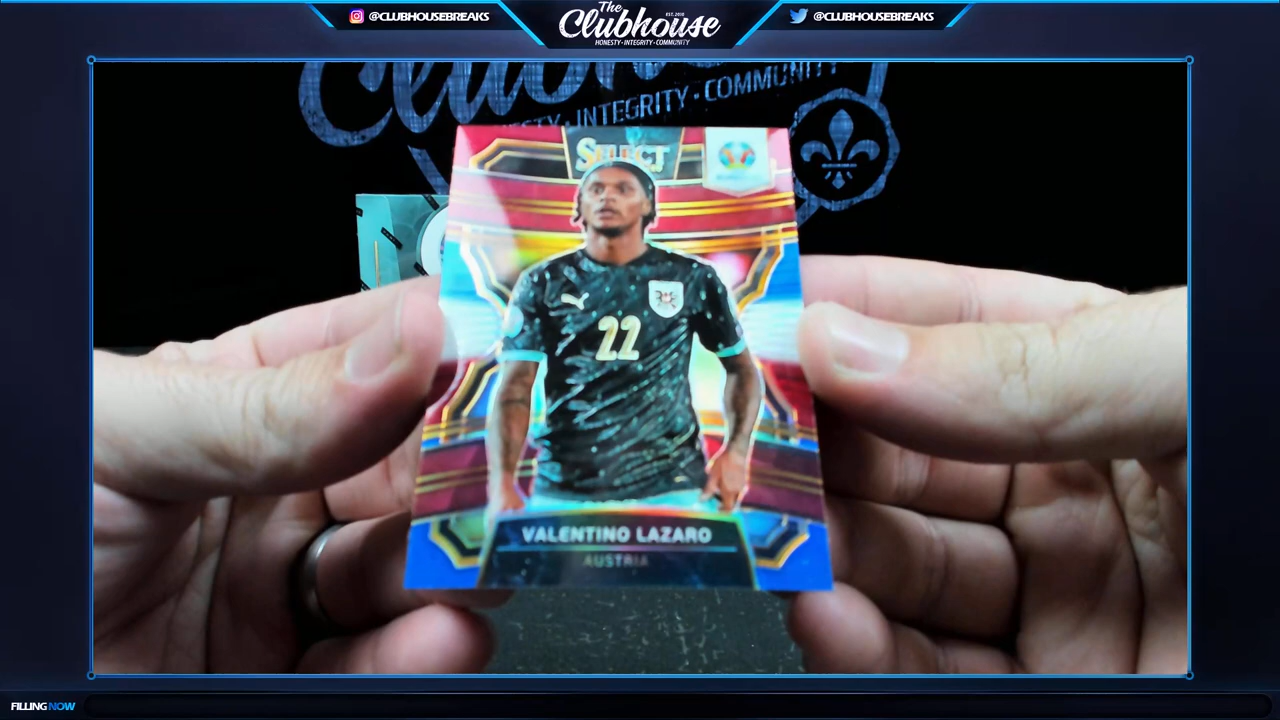 @CLUBHOUSEBREAKS
The
Clubhouse
EST. 2018
HONESTY • INTEGRITY • COMMUNITY
@CLUBHOUSEBREAKS
INTEGRITY • COMMUNITY
SELECT
22
VALENTINO LAZARO
AUSTRIA
FILLING NOW